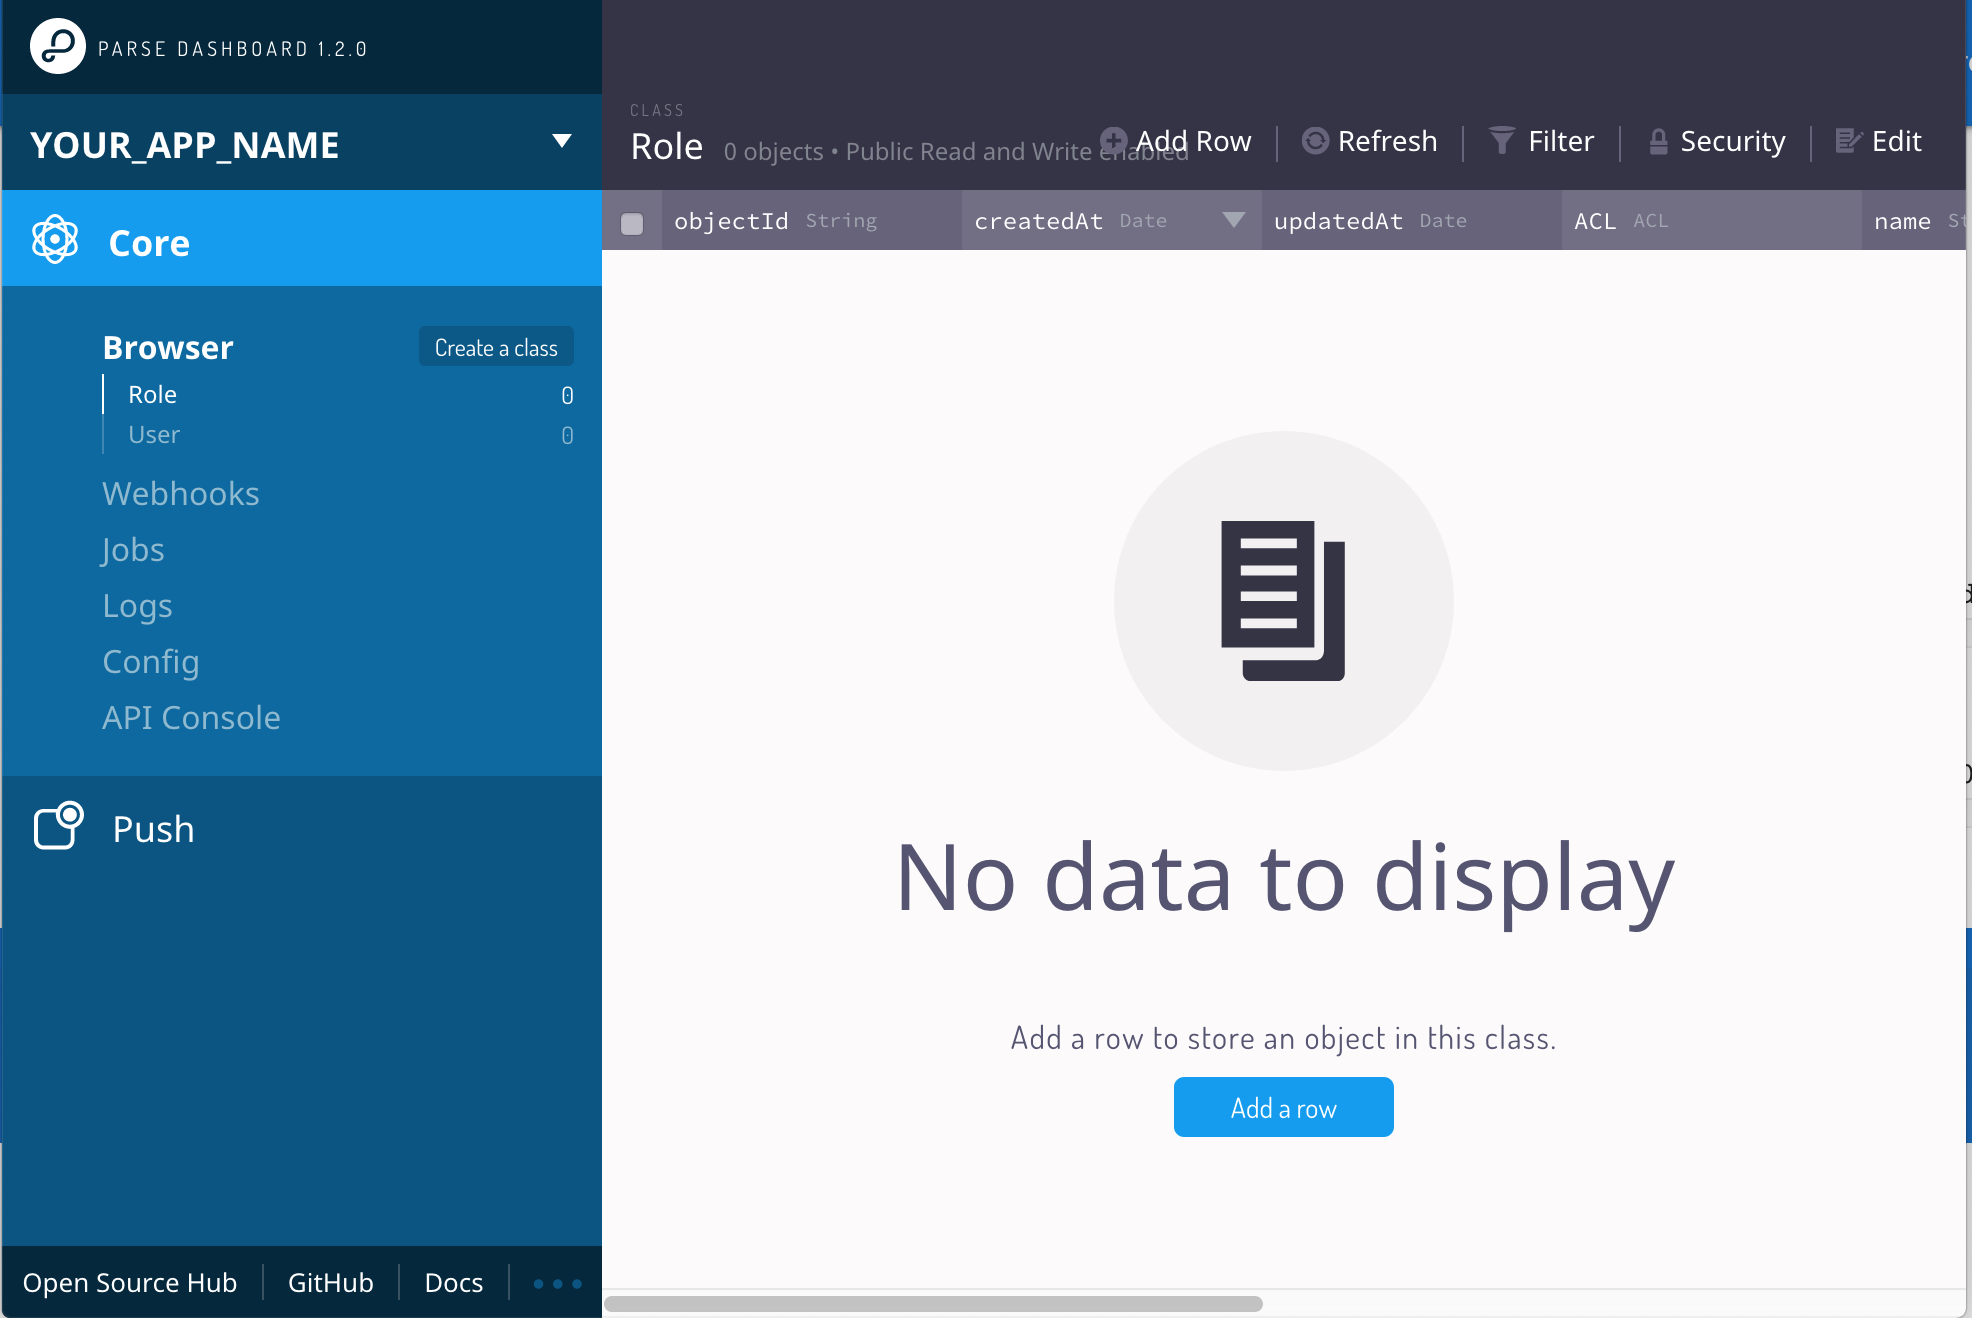 PARSE DASHBOARD 1.2.0
YOUR_APP_NAME
Core
Browser
Create a class
Role 0
User 0
Webhooks
Jobs
Logs
Config
API Console
Push
Open Source Hub
GitHub
Docs
CLASS
Role 0 objects • Public Read and Write enabled
Add Row
Refresh
Filter
Security
Edit
objectId String
createdAt Date
updatedAt Date
ACL ACL
name
No data to display
Add a row to store an object in this class.
Add a row